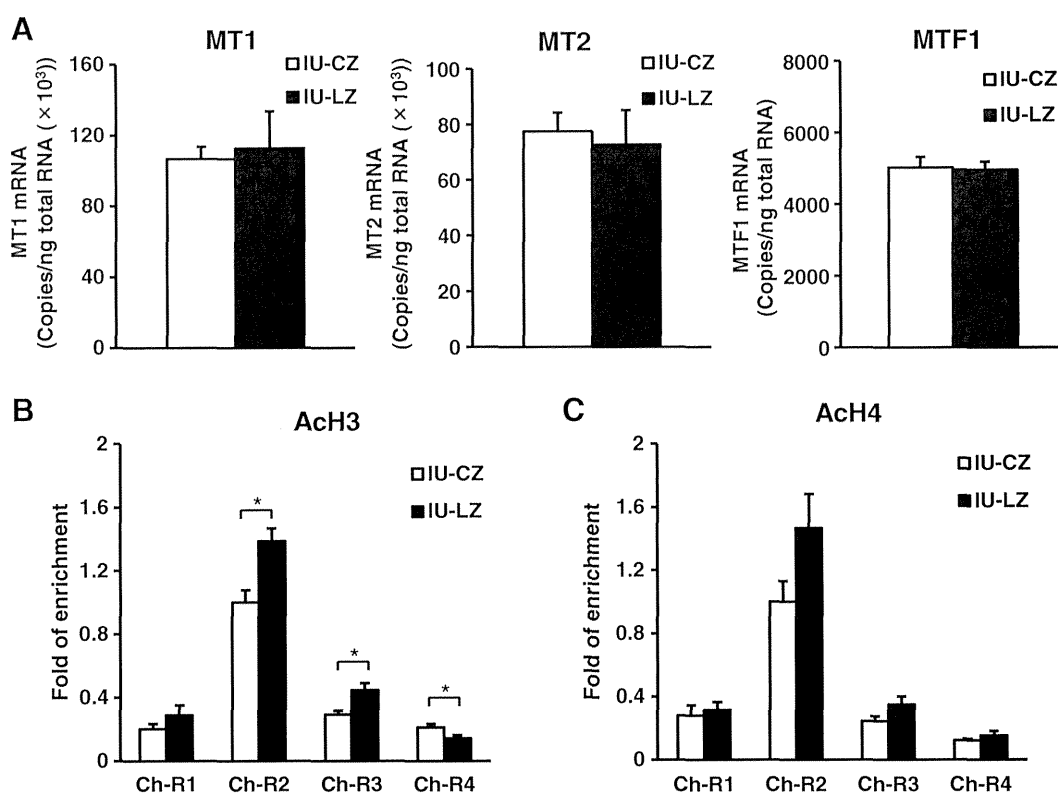 A
MT1
MT1 mRNA
(Copies/ng total RNA (×10³))
160
120
80
40
0
IU-CZ
IU-LZ
MT2
MT2 mRNA
(Copies/ng total RNA (×10³))
100
80
60
40
20
0
IU-CZ
IU-LZ
MTF1
MTF1 mRNA
(Copies/ng total RNA)
8000
6000
4000
2000
0
IU-CZ
IU-LZ
B
AcH3
Fold of enrichment
2
1.6
1.2
0.8
0.4
0
IU-CZ
IU-LZ
*
*
*
Ch-R1 Ch-R2 Ch-R3 Ch-R4
C
AcH4
Fold of enrichment
2
1.6
1.2
0.8
0.4
0
IU-CZ
IU-LZ
Ch-R1 Ch-R2 Ch-R3 Ch-R4